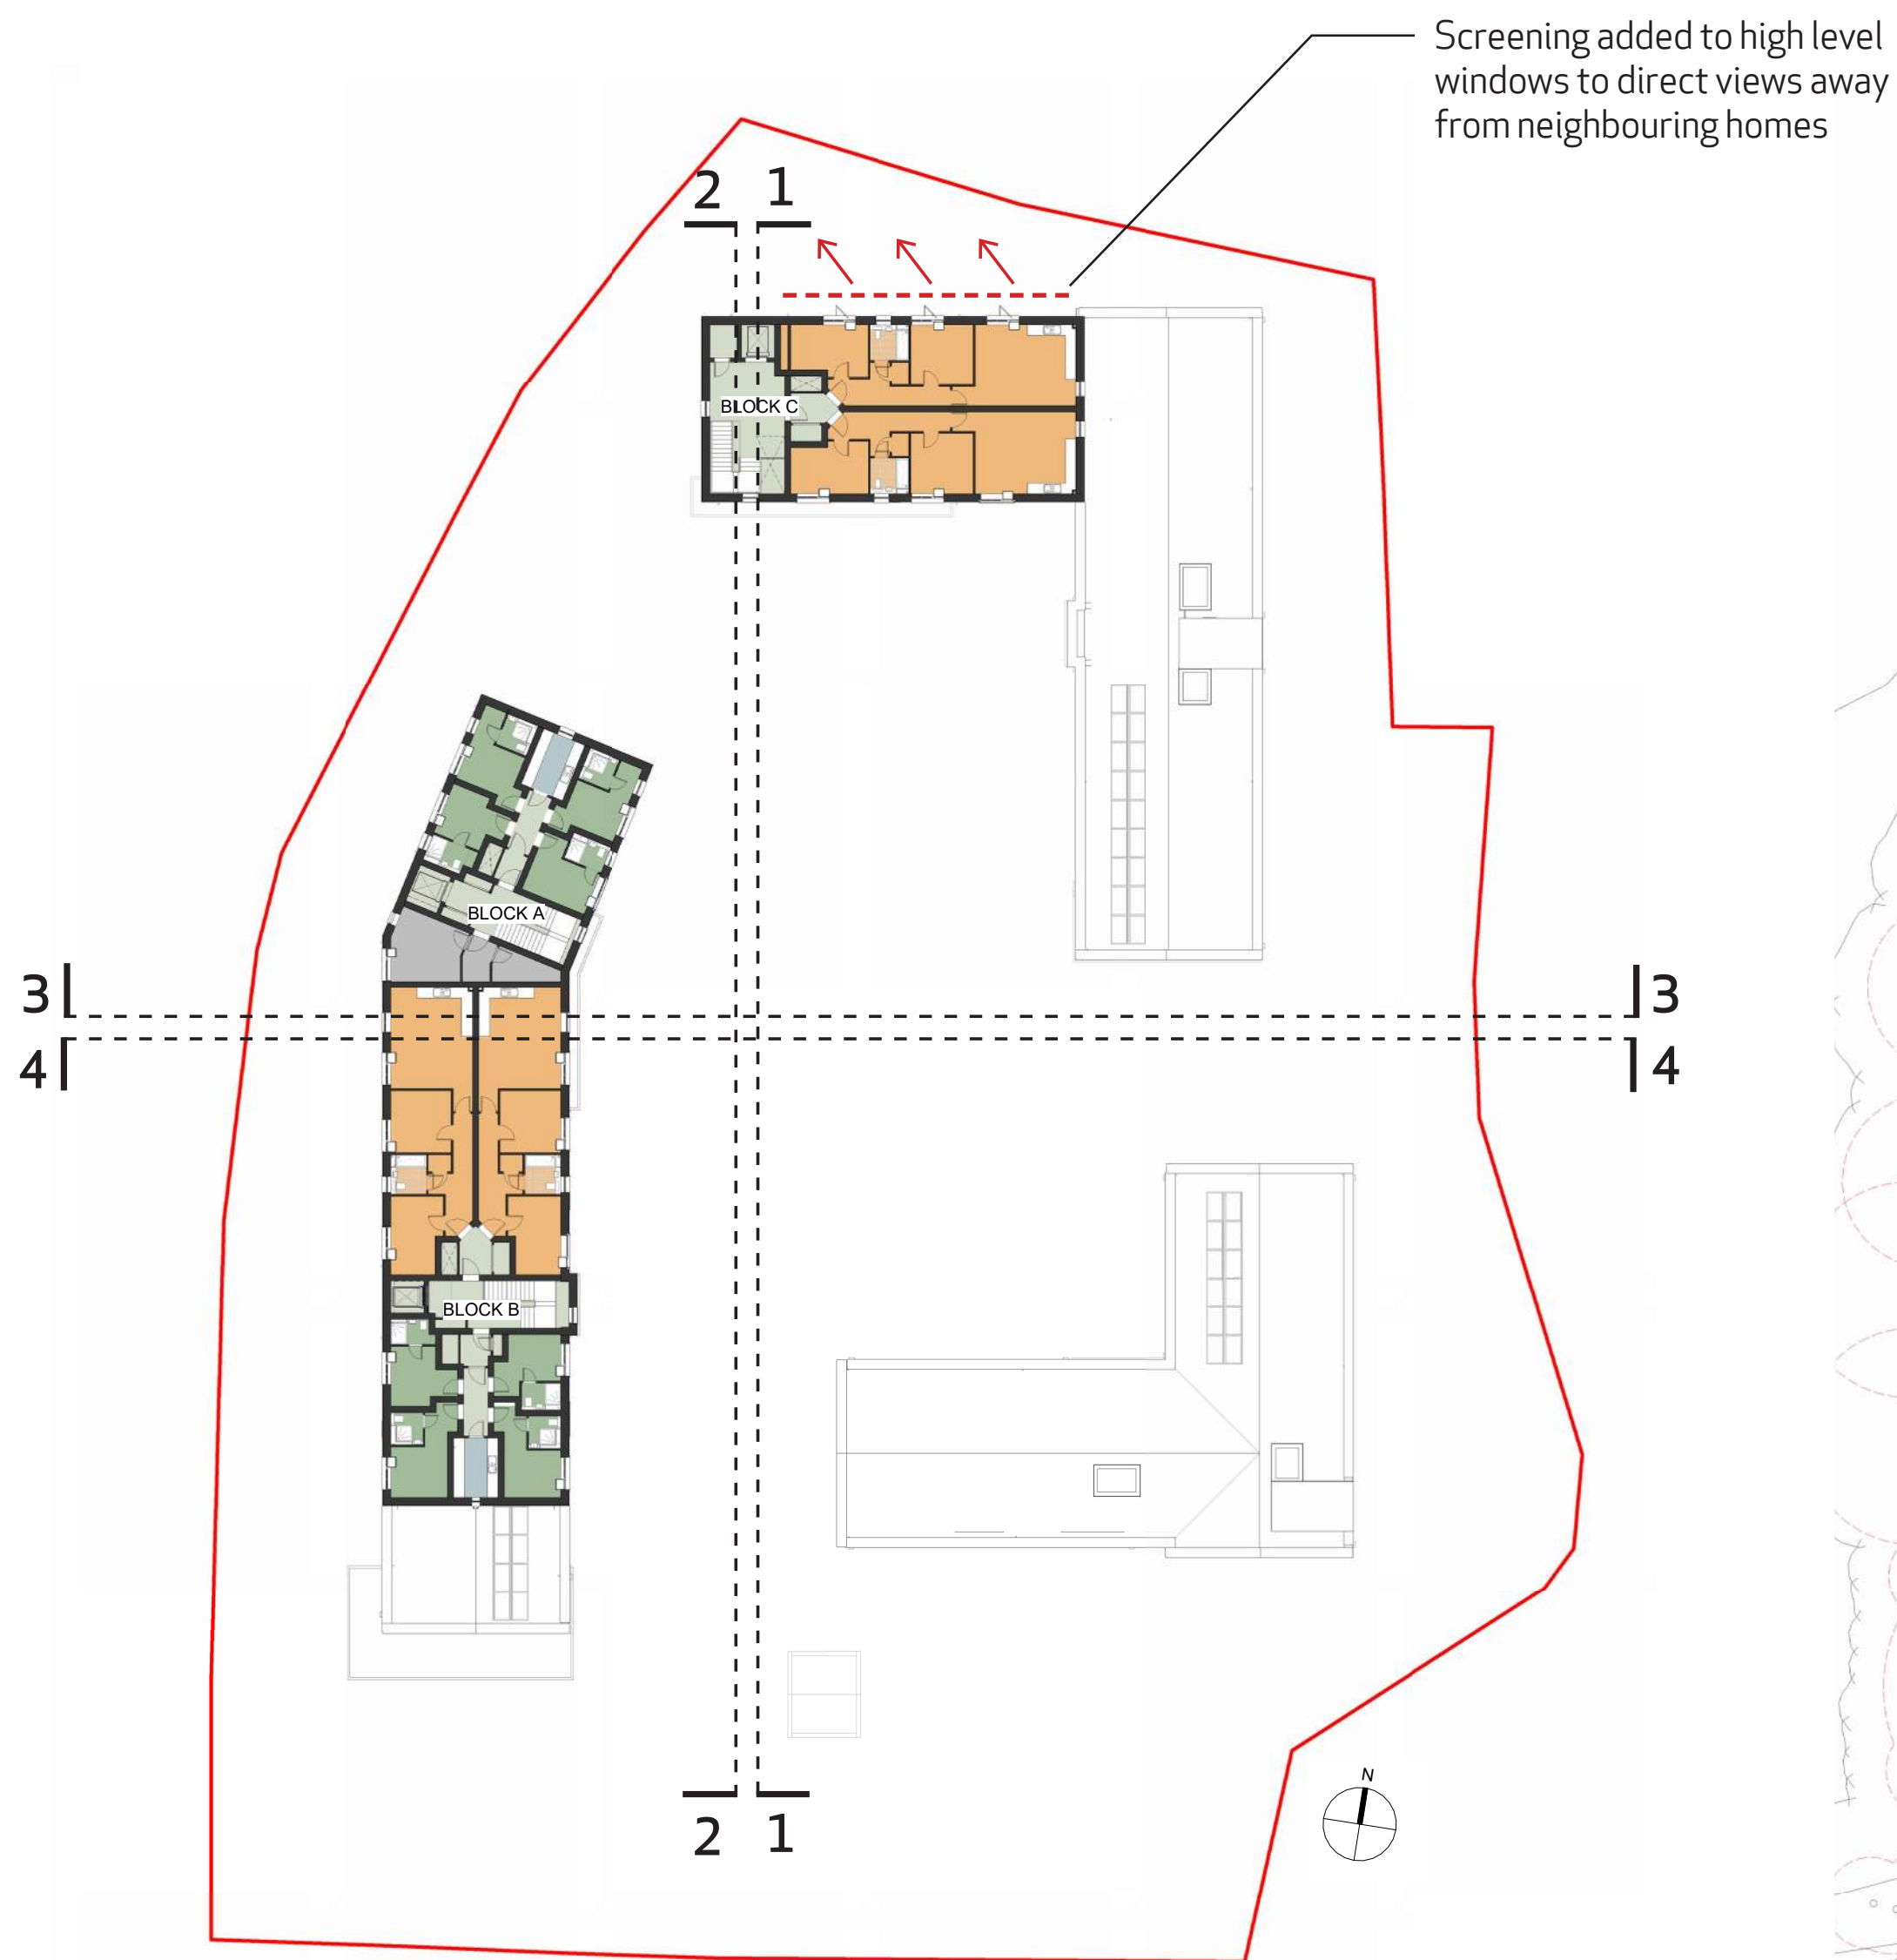 Screening added to high level
windows to direct views away
from neighbouring homes
2 1
BLOCK C
BLOCK A
3 3
4 4
BLOCK B
N
2 1